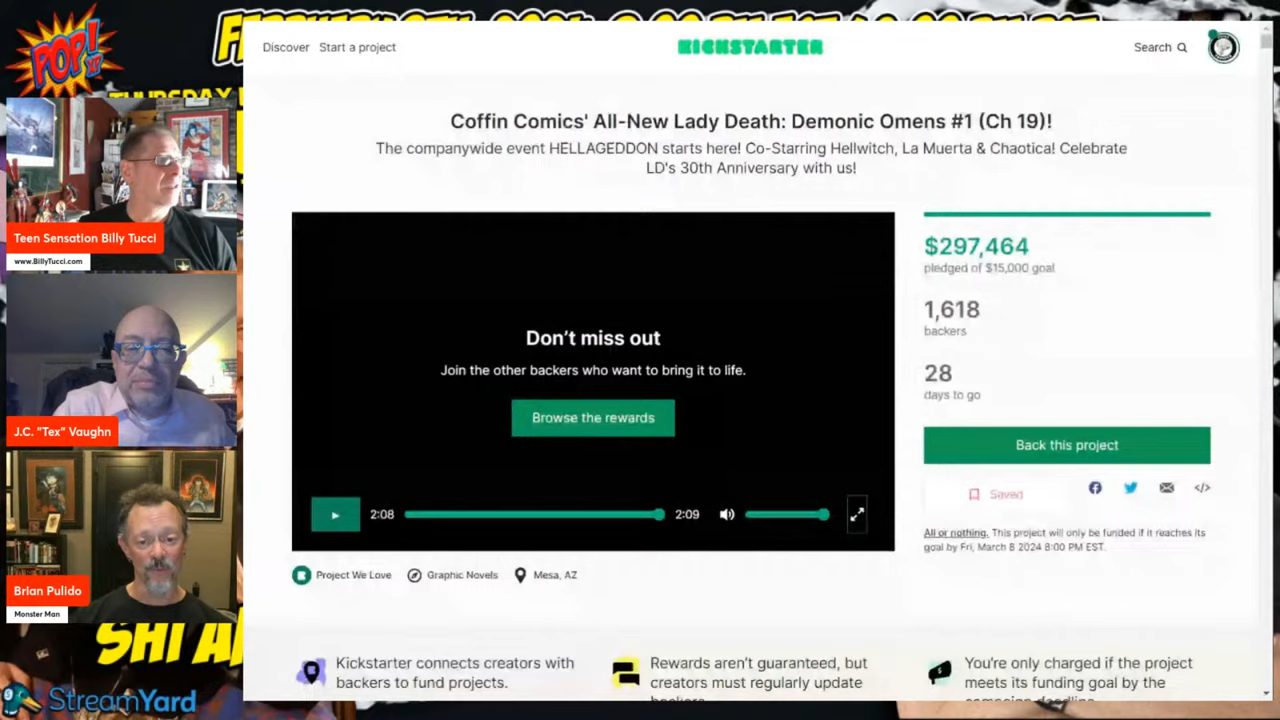 POP!
XP
THURSDAY
Teen Sensation Billy Tucci
www.BillyTucci.com
J.C. "Tex" Vaughn
Brian Pulido
Monster Man
SHI A
StreamYard
Discover Start a project
KICKSTARTER
Search
Coffin Comics' All-New Lady Death: Demonic Omens #1 (Ch 19)!
The companywide event HELLAGEDDON starts here! Co-Starring Hellwitch, La Muerta & Chaotica! Celebrate
LD's 30th Anniversary with us!
Don't miss out
Join the other backers who want to bring it to life.
Browse the rewards
2:08
2:09
Project We Love
Graphic Novels
Mesa, AZ
$297,464
pledged of $15,000 goal
1,618
backers
28
days to go
Back this project
Saved
All or nothing. This project will only be funded if it reaches its
goal by Fri, March 8 2024 8:00 PM EST.
Kickstarter connects creators with
backers to fund projects.
Rewards aren't guaranteed, but
creators must regularly update
backers.
You're only charged if the project
meets its funding goal by the
campaign deadline.